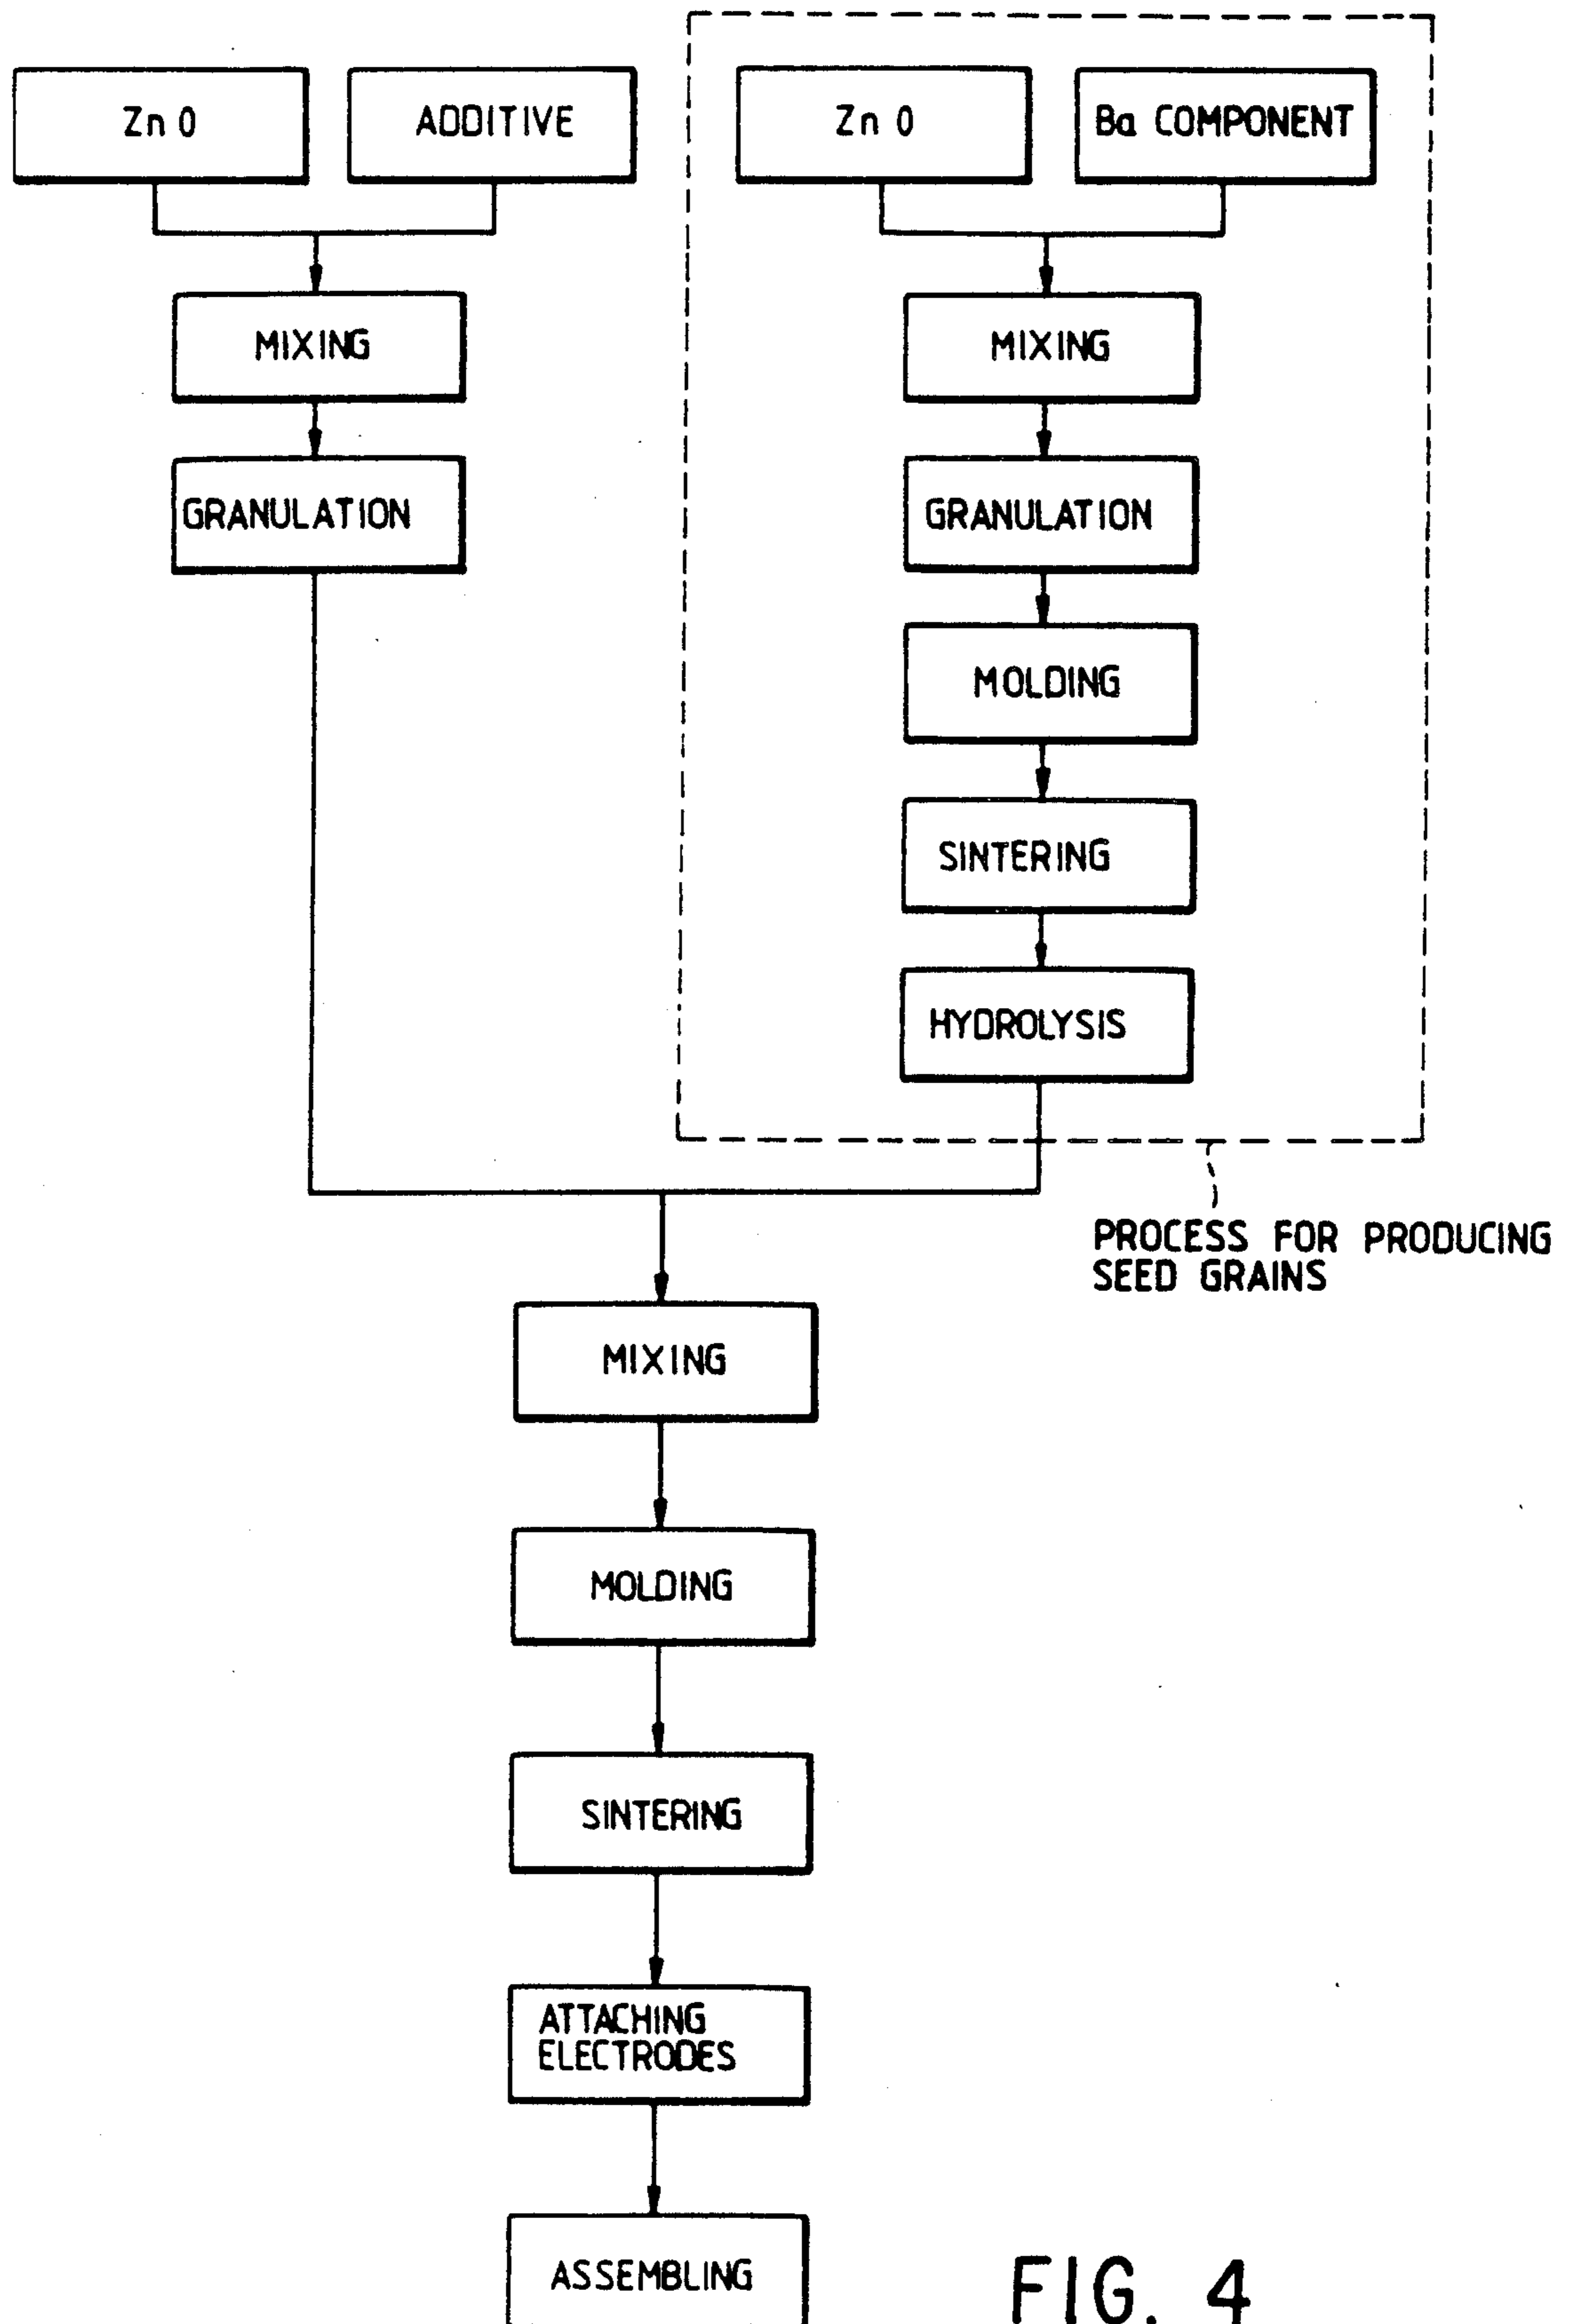 Zn O
ADDITIVE
Zn O
Ba COMPONENT
MIXING
MIXING
GRANULATION
GRANULATION
MOLDING
SINTERING
HYDROLYSIS
PROCESS FOR PRODUCING
SEED GRAINS
MIXING
MOLDING
SINTERING
ATTACHING
ELECTRODES
ASSEMBLING
FIG. 4